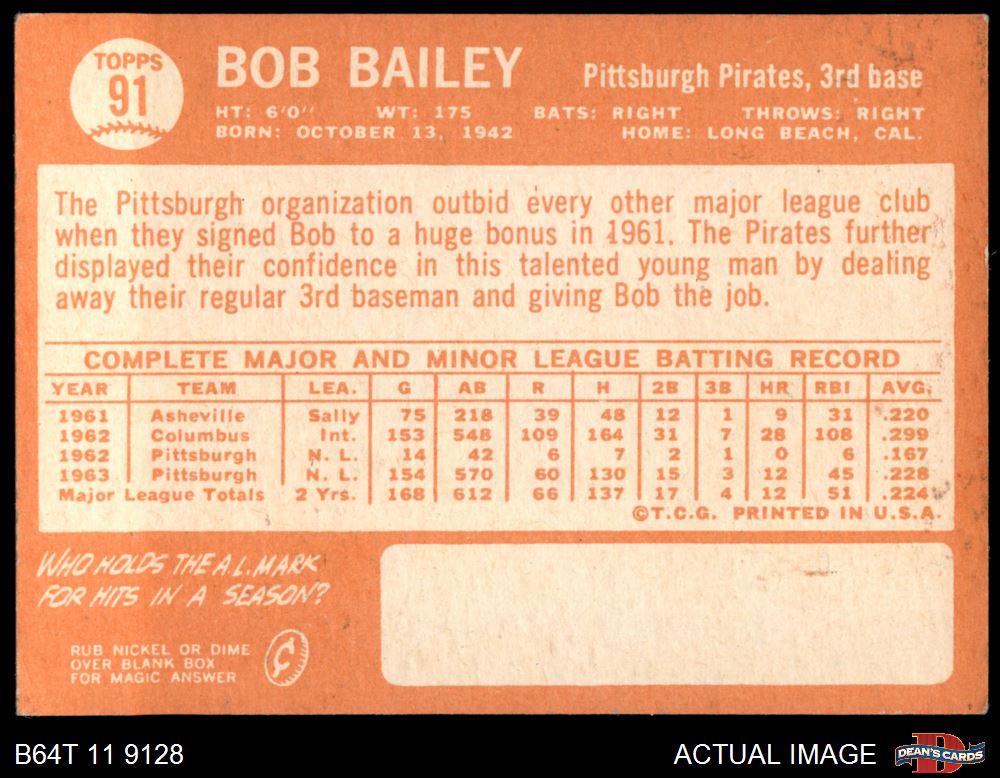 TOPPS
91
BOB BAILEY
Pittsburgh Pirates, 3rd base
HT: 6'0" WT: 175 BATS: RIGHT THROWS: RIGHT
BORN: OCTOBER 13, 1942 HOME: LONG BEACH, CAL.
The Pittsburgh organization outbid every other major league club
when they signed Bob to a huge bonus in 1961. The Pirates further
displayed their confidence in this talented young man by dealing
away their regular 3rd baseman and giving Bob the job.
COMPLETE MAJOR AND MINOR LEAGUE BATTING RECORD
YEAR TEAM LEA. G AB R H 2B 3B HR RBI AVG.
1961 Asheville Sally 75 218 39 48 12 1 9 31 .220
1962 Columbus Int. 153 548 109 164 31 7 28 108 .299
1962 Pittsburgh N. L. 14 42 6 7 2 1 0 6 .167
1963 Pittsburgh N. L. 154 570 60 130 15 3 12 45 .228
Major League Totals 2 Yrs. 168 612 66 137 17 4 12 51 .224
©T.C.G. PRINTED IN U.S.A.
WHO HOLDS THE A.L. MARK
FOR HITS IN A SEASON?
RUB NICKEL OR DIME
OVER BLANK BOX
FOR MAGIC ANSWER
¢
B64T 11 9128
ACTUAL IMAGE
DEAN'S CARDS